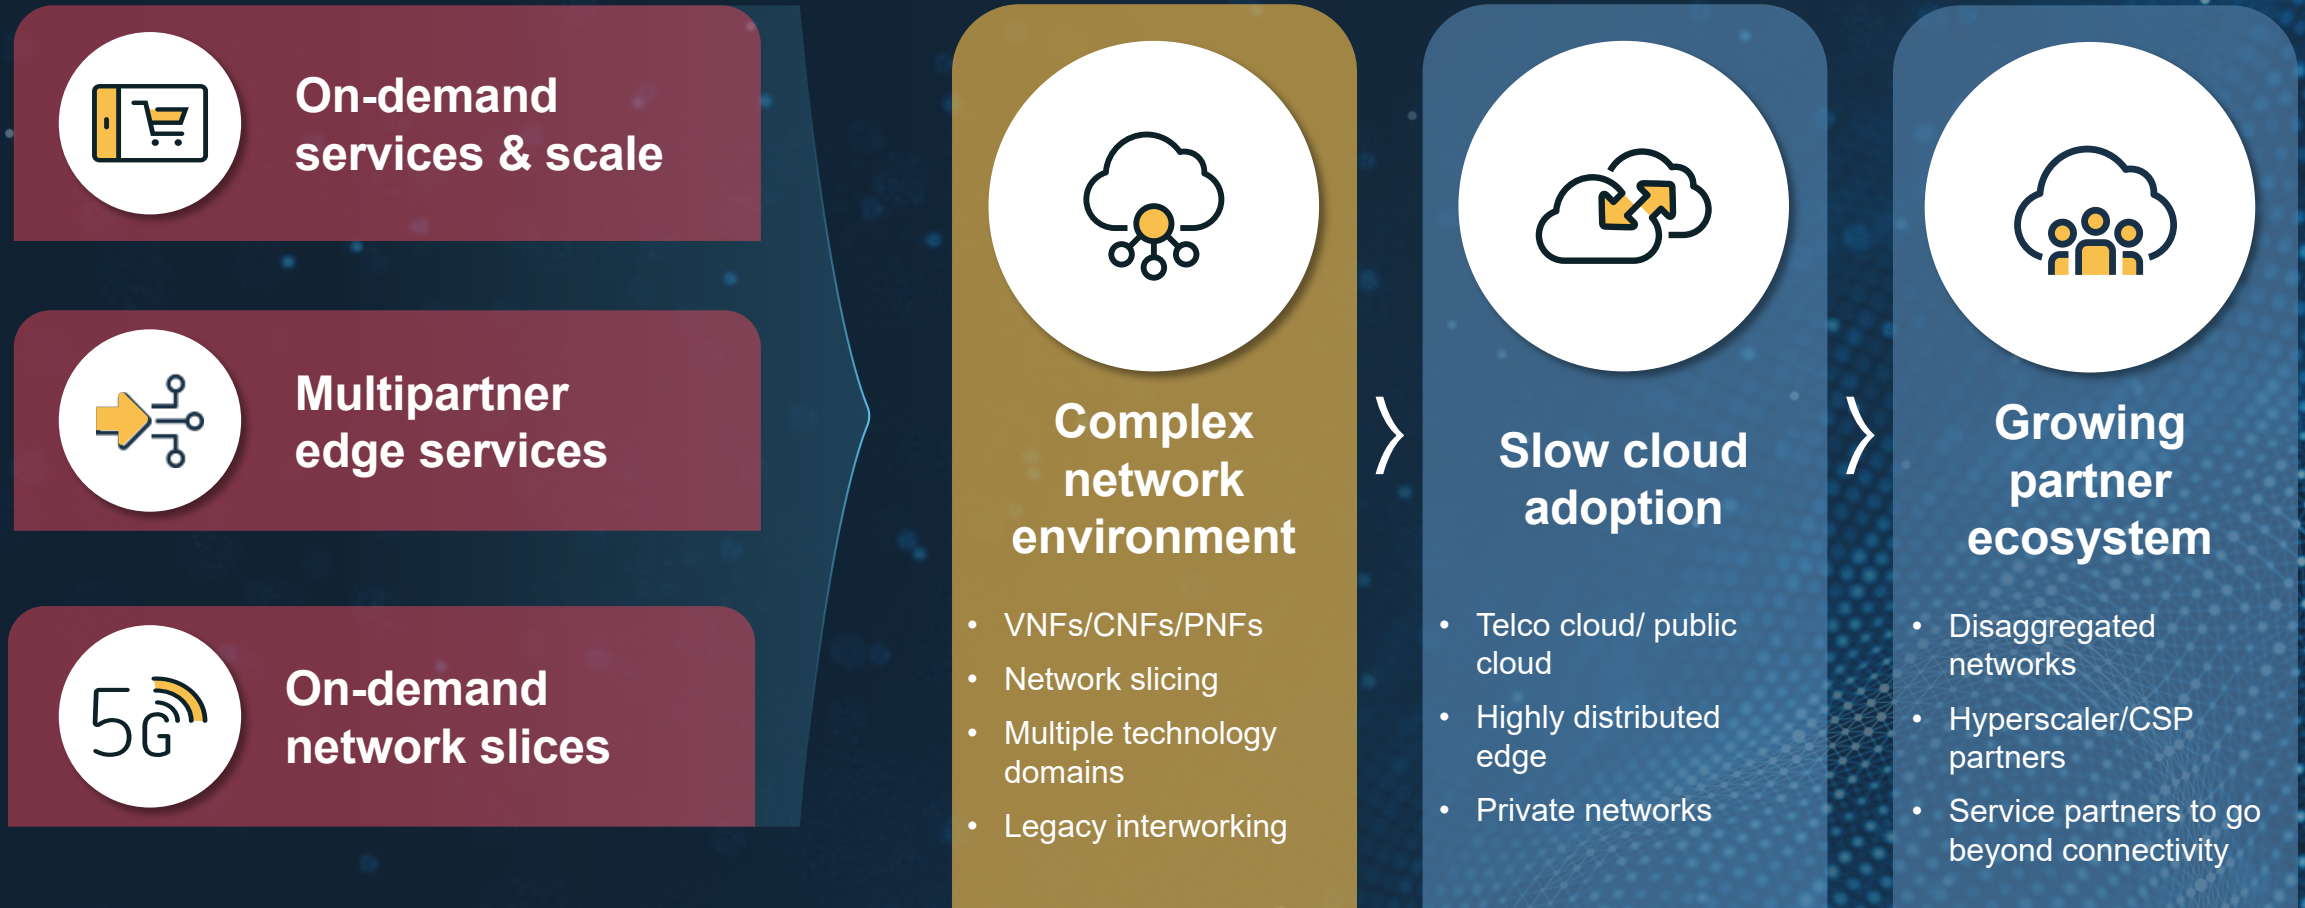 On-demand
services & scale
Multipartner
edge services
5G
On-demand
network slices
Complex
network
environment
• VNFs/CNFs/PNFs
• Network slicing
• Multiple technology
domains
• Legacy interworking
Slow cloud
adoption
• Telco cloud/ public
cloud
• Highly distributed
edge
• Private networks
Growing
partner
ecosystem
• Disaggregated
networks
• Hyperscaler/CSP
partners
• Service partners to go
beyond connectivity